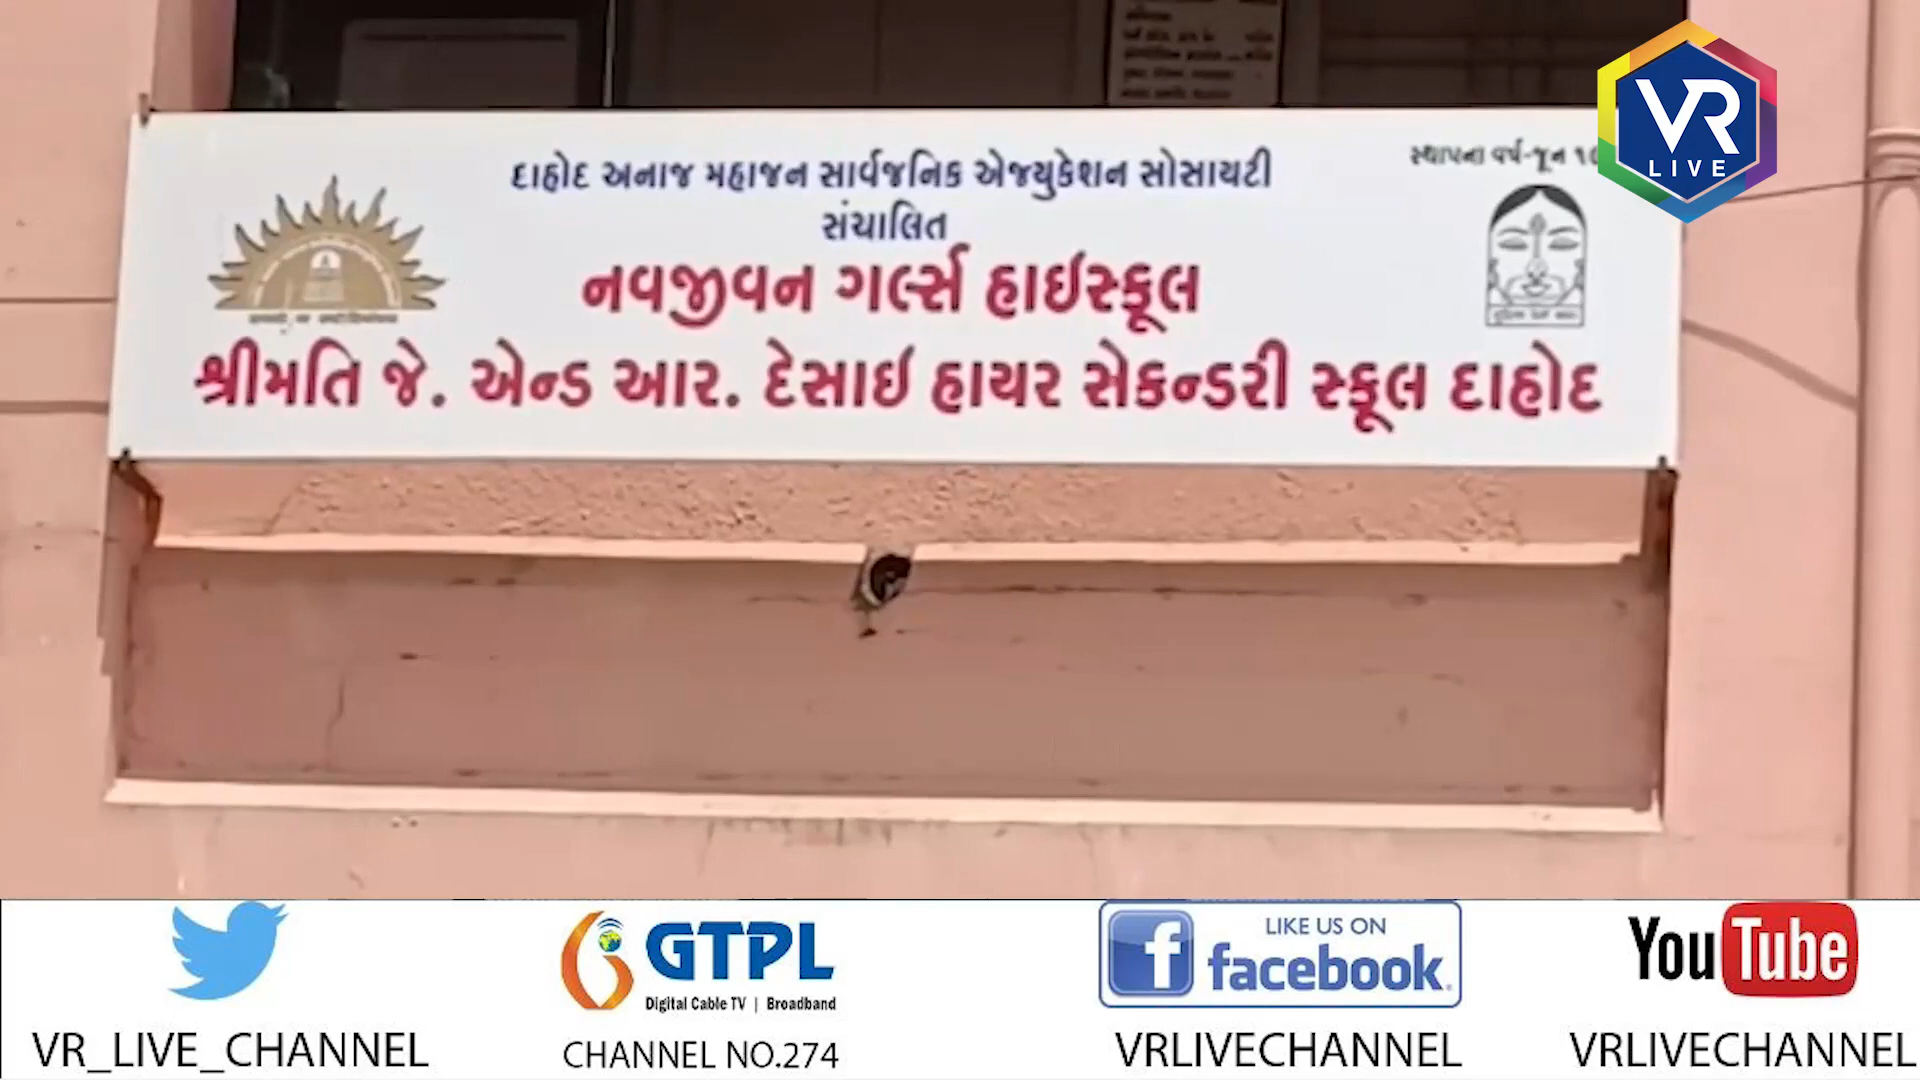 દાહોદ અનાજ મહાજન સાર્વજનિક એજ્યુકેશન સોસાયટી
સંચાલિત
સ્થાપના વર્ષ-જૂન
નવજીવન ગર્લ્સ હાઈસ્કૂલ
શ્રીમતિ જે. એન્ડ આર. દેસાઈ હાયર સેકન્ડરી સ્કૂલ દાહોદ
VR
LIVE
GTPL
Digital Cable TV | Broadband
LIKE US ON
facebook
YouTube
VR_LIVE_CHANNEL
CHANNEL NO.274
VRLIVECHANNEL
VRLIVECHANNEL